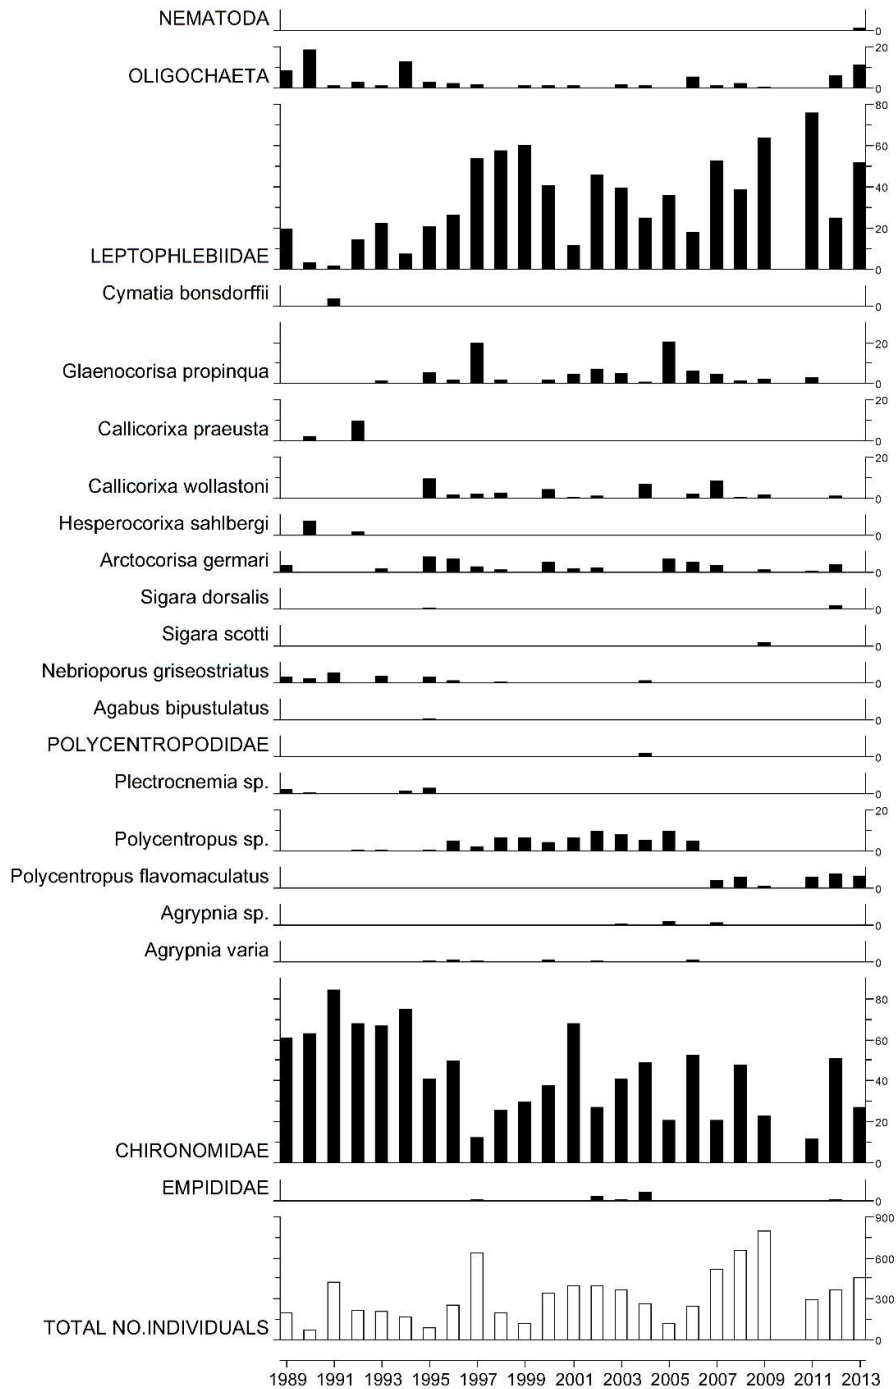 NEMATODA
0
20
OLIGOCHAETA
0
80
60
40
20
LEPTOPHLEBIIDAE
0
Cymatia bonsdorffii
0
20
Glaenocorisa propinqua
0
20
Callicorixa praeusta
0
20
Callicorixa wollastoni
0
Hesperocorixa sahlbergi
0
Arctocorisa germari
0
Sigara dorsalis
0
Sigara scotti
0
Nebrioporus griseostriatus
0
Agabus bipustulatus
0
POLYCENTROPODIDAE
0
Plectrocnemia sp.
0
20
Polycentropus sp.
0
Polycentropus flavomaculatus
0
Agrypnia sp.
0
Agrypnia varia
0
80
60
40
20
CHIRONOMIDAE
0
EMPIDIDAE
0
900
600
300
TOTAL NO.INDIVIDUALS
0
1989 1991 1993 1995 1997 1999 2001 2003 2005 2007 2009 2011 2013